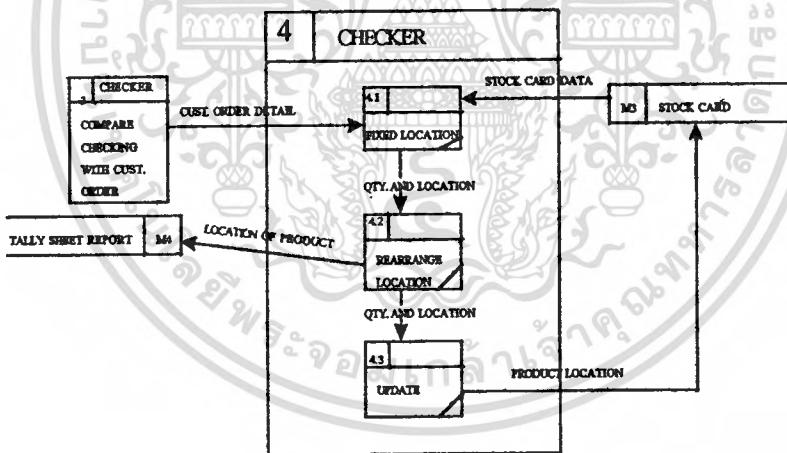 4 CHECKER
3 CHECKER
COMPARE
CHECKING
WITH CUST.
ORDER
CUST. ORDER DETAIL
4.1
FIXED LOCATION
STOCK CARD DATA
M3 STOCK CARD
QTY. AND LOCATION
4.2
REARRANGE
LOCATION
LOCATION OF PRODUCT
TALLY SHEET REPORT M4
QTY. AND LOCATION
4.3
UPDATE
PRODUCT LOCATION